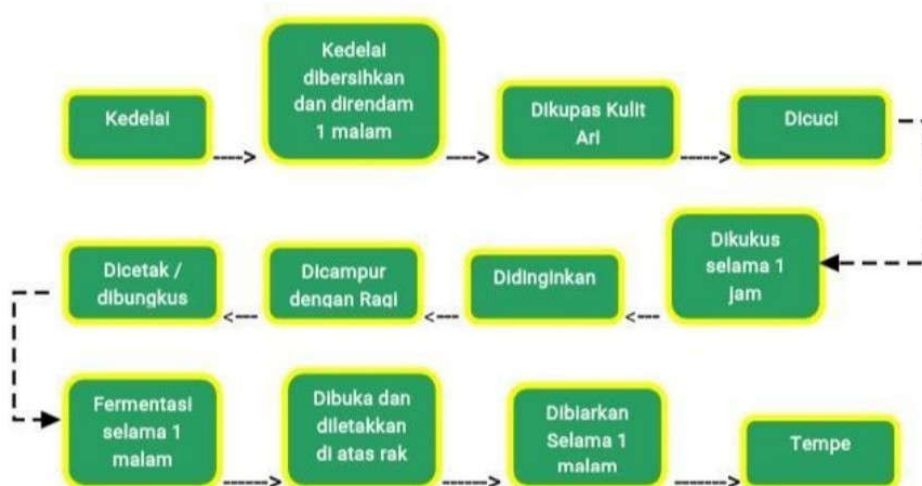 Kedelai
Kedelai
dibersihkan
dan direndam
1 malam
Dikupas Kulit
Ari
Dicuci
Dikukus
selama 1
jam
Didinginkan
Dicampur
dengan Ragi
Dicetak /
dibungkus
Fermentasi
selama 1
malam
Dibuka dan
diletakkan
di atas rak
Dibiarkan
Selama 1
malam
Tempe